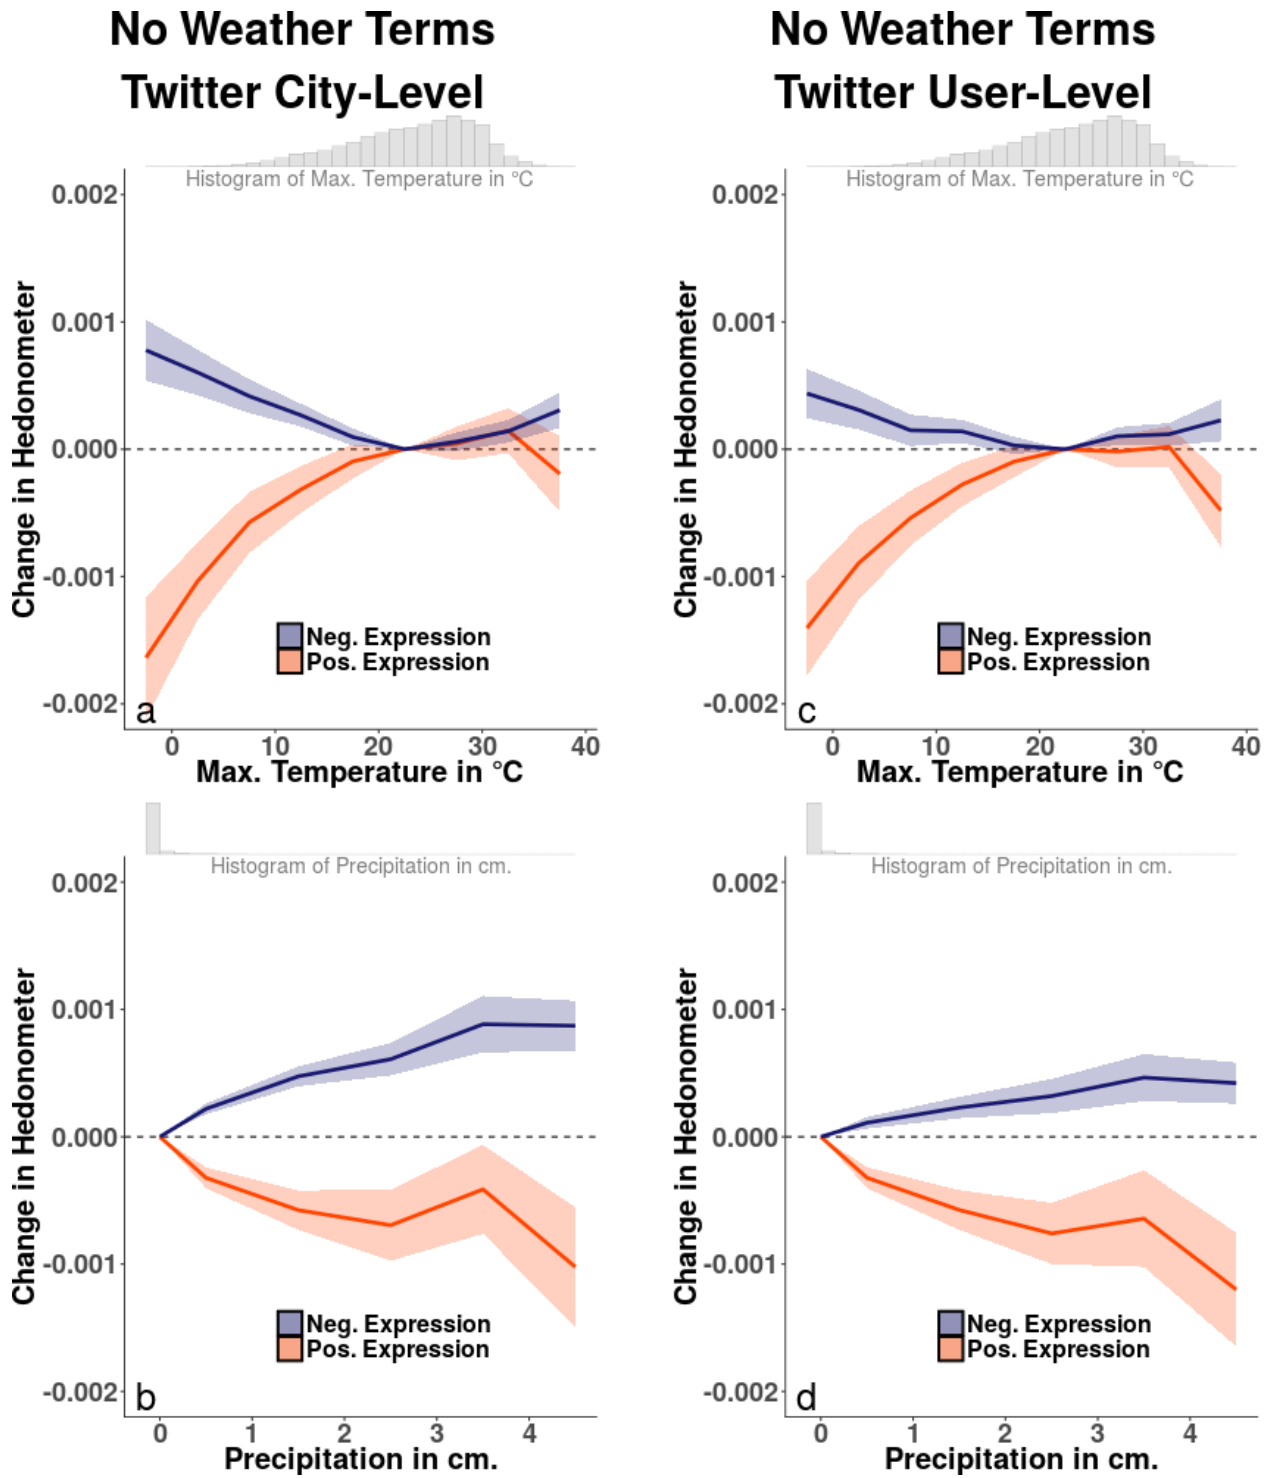 No Weather Terms
Twitter City-Level
Histogram of Max. Temperature in °C
0.002
0.001
0.000
-0.001
-0.002
Change in Hedonometer
Neg. Expression
Pos. Expression
a
0 10 20 30 40
Max. Temperature in °C
No Weather Terms
Twitter User-Level
Histogram of Max. Temperature in °C
0.002
0.001
0.000
-0.001
-0.002
Change in Hedonometer
Neg. Expression
Pos. Expression
c
0 10 20 30 40
Max. Temperature in °C
Histogram of Precipitation in cm.
0.002
0.001
0.000
-0.001
-0.002
Change in Hedonometer
Neg. Expression
Pos. Expression
b
0 1 2 3 4
Precipitation in cm.
Histogram of Precipitation in cm.
0.002
0.001
0.000
-0.001
-0.002
Change in Hedonometer
Neg. Expression
Pos. Expression
d
0 1 2 3 4
Precipitation in cm.